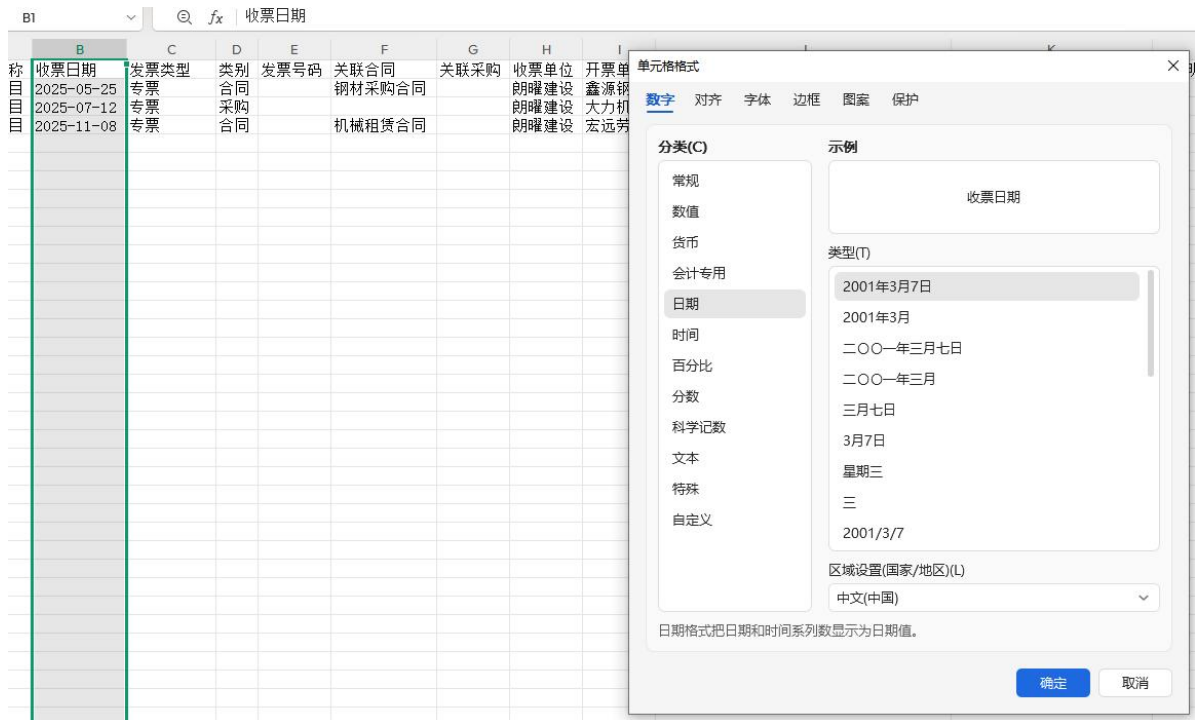 B1
fx 收票日期
B C D E F G H I J K
称 收票日期 发票类型 类别 发票号码 关联合同 关联采购 收票单位 开票单
目 2025-05-25 专票 合同 钢材采购合同 朗曜建设 鑫源钢
目 2025-07-12 专票 采购 朗曜建设 大力机
目 2025-11-08 专票 合同 机械租赁合同 朗曜建设 宏远劳
单元格格式
数字 对齐 字体 边框 图案 保护
分类(C)
常规
数值
货币
会计专用
日期
时间
百分比
分数
科学记数
文本
特殊
自定义
示例
收票日期
类型(T)
2001年3月7日
2001年3月
二〇〇一年三月七日
二〇〇一年三月
三月七日
3月7日
星期三
三
2001/3/7
区域设置(国家/地区)(L)
中文(中国)
日期格式把日期和时间系列数显示为日期值。
确定 取消